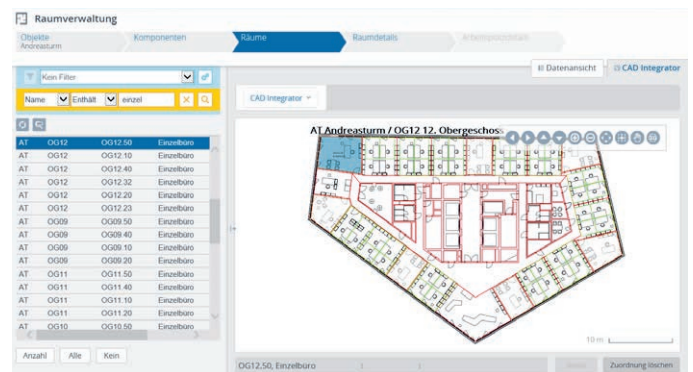 Raumverwaltung
Objekte
Andreasturm
Komponenten
Räume
Raumdetails
Datenansicht
CAD Integrator
Kein Filter
Name Enthält einzel
CAD Integrator
AT Andreasturm / OG12 12. Obergeschos
AT OG12 OG12.50 Einzelbüro
AT OG12 OG12.10 Einzelbüro
AT OG12 OG12.40 Einzelbüro
AT OG12 OG12.32 Einzelbüro
AT OG12 OG12.20 Einzelbüro
AT OG12 OG12.23 Einzelbüro
AT OG09 OG09.50 Einzelbüro
AT OG09 OG09.40 Einzelbüro
AT OG09 OG09.10 Einzelbüro
AT OG09 OG09.20 Einzelbüro
AT OG11 OG11.50 Einzelbüro
AT OG11 OG11.40 Einzelbüro
AT OG11 OG11.10 Einzelbüro
AT OG11 OG11.20 Einzelbüro
AT OG10 OG10.50 Einzelbüro
10 m
Anzahl Alle Kein
OG12.50, Einzelbüro
Zuordnung löschen